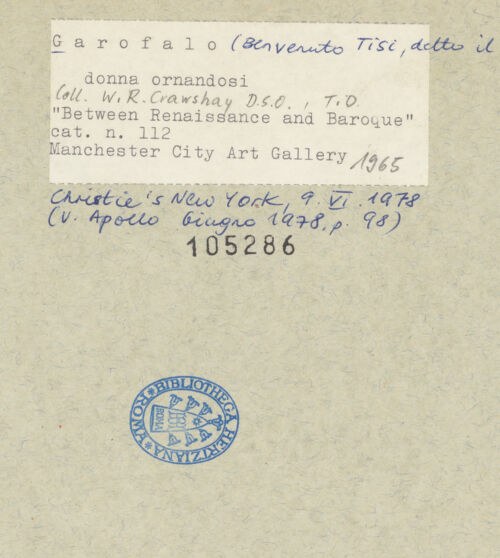 Garofalo (Benvenuto Tisi, detto il
donna ornandosi
Coll. W.R. Crawshay D.S.O., T.D.
"Between Renaissance and Baroque"
cat. n. 112
Manchester City Art Gallery 1965
Christie's New York, 9. VI. 1978
(V. Apollo Giugno 1978, p. 98)
105286
*BIBLIOTHECA HERTZIANA*ROMA
ROMA